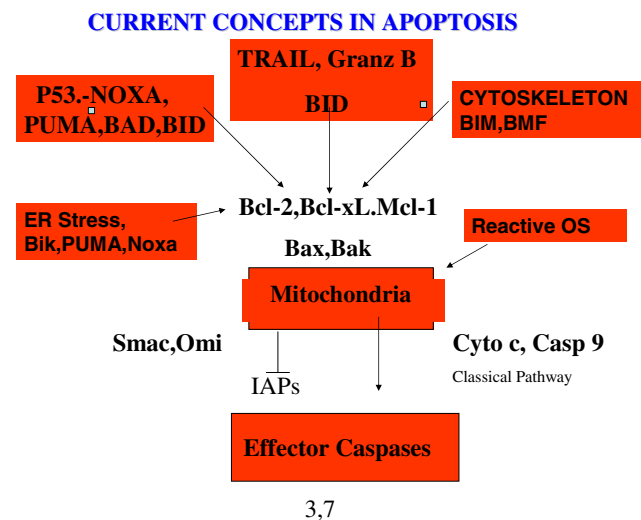 CURRENT CONCEPTS IN APOPTOSIS
TRAIL, Granz B
BID
P53.-NOXA,
PUMA,BAD,BID
CYTOSKELETON
BIM,BMF
Bcl-2,Bcl-xL.Mcl-1
ER Stress,
Bik,PUMA,Noxa
Reactive OS
Bax,Bak
Mitochondria
Smac,Omi
Cyto c, Casp 9
Classical Pathway
IAPs
Effector Caspases
3,7